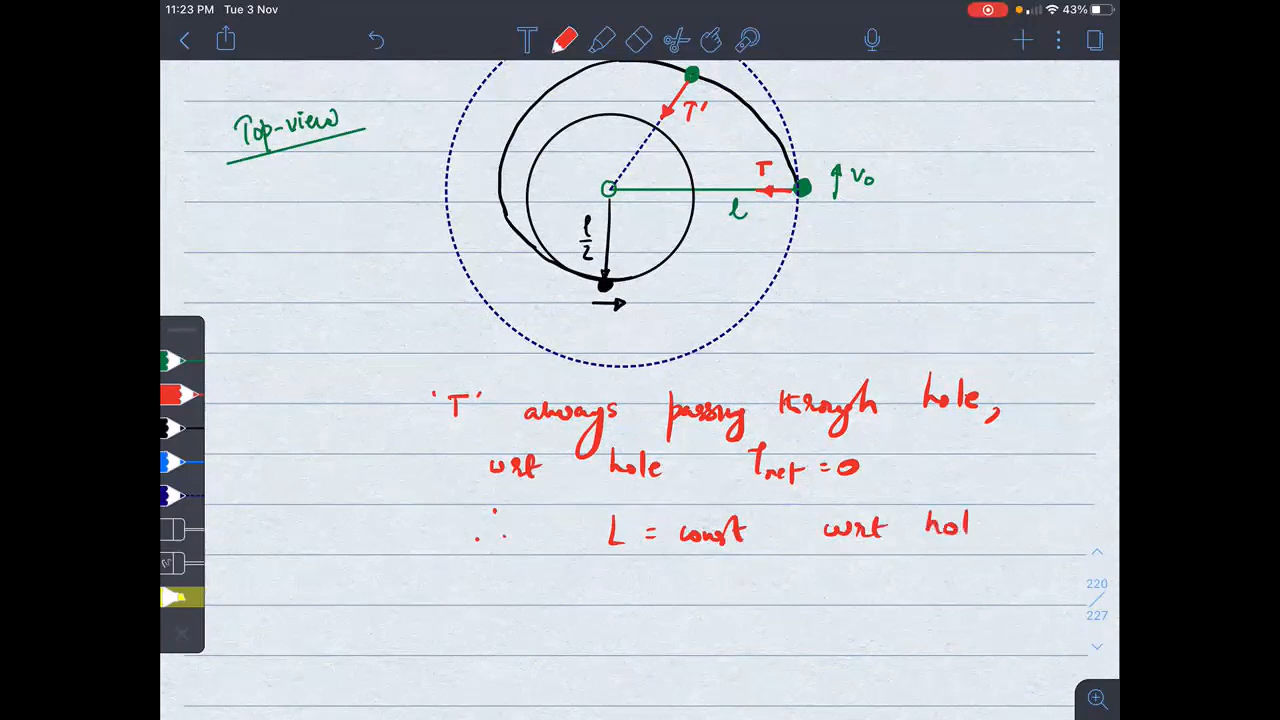 11:23 PM Tue 3 Nov
43%
T
Top-view
T'
T
v₀
l
l/2
'T' always passing through hole,
wrt hole τnet = 0
∴ L = const wrt hol
220
227